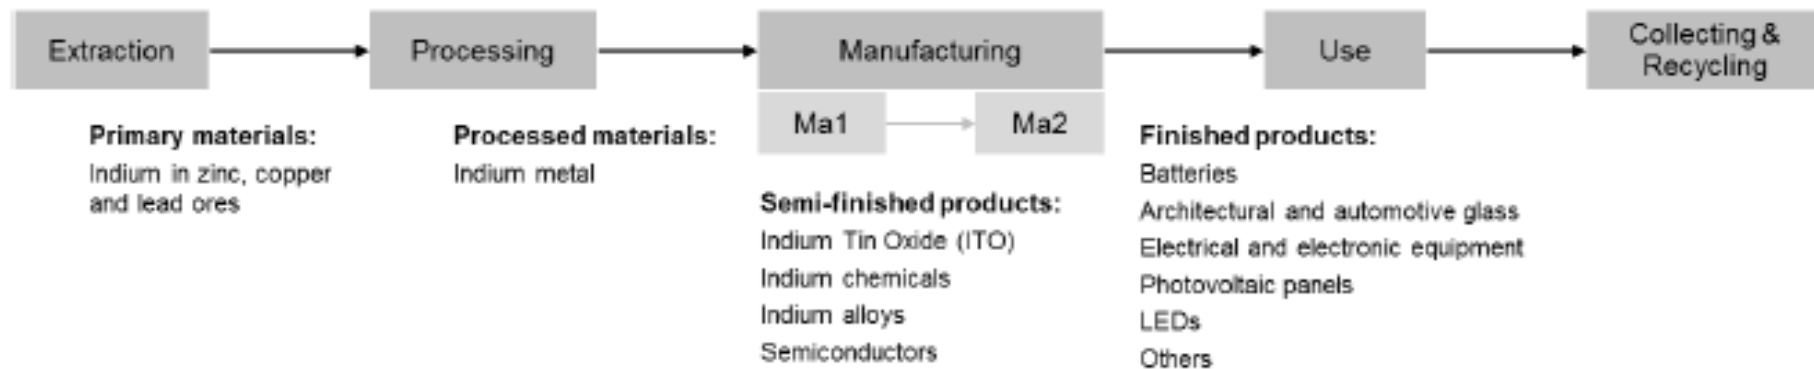 Extraction
Processing
Manufacturing
Use
Collecting &
Recycling
Ma1
Ma2
Primary materials:
Indium in zinc, copper
and lead ores
Processed materials:
Indium metal
Semi-finished products:
Indium Tin Oxide (ITO)
Indium chemicals
Indium alloys
Semiconductors
Finished products:
Batteries
Architectural and automotive glass
Electrical and electronic equipment
Photovoltaic panels
LEDs
Others